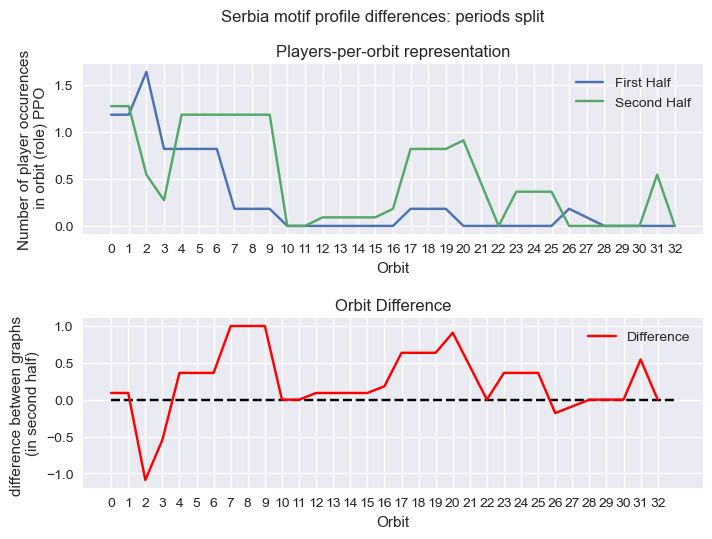 Serbia motif profile differences: periods split
Players-per-orbit representation
Number of player occurences
in orbit (role) PPO
1.5
1.0
0.5
0.0
First Half
Second Half
0 1 2 3 4 5 6 7 8 9 10 11 12 13 14 15 16 17 18 19 20 21 22 23 24 25 26 27 28 29 30 31 32
Orbit
Orbit Difference
difference between graphs
(in second half)
1.0
0.5
0.0
−0.5
−1.0
Difference
0 1 2 3 4 5 6 7 8 9 10 11 12 13 14 15 16 17 18 19 20 21 22 23 24 25 26 27 28 29 30 31 32
Orbit